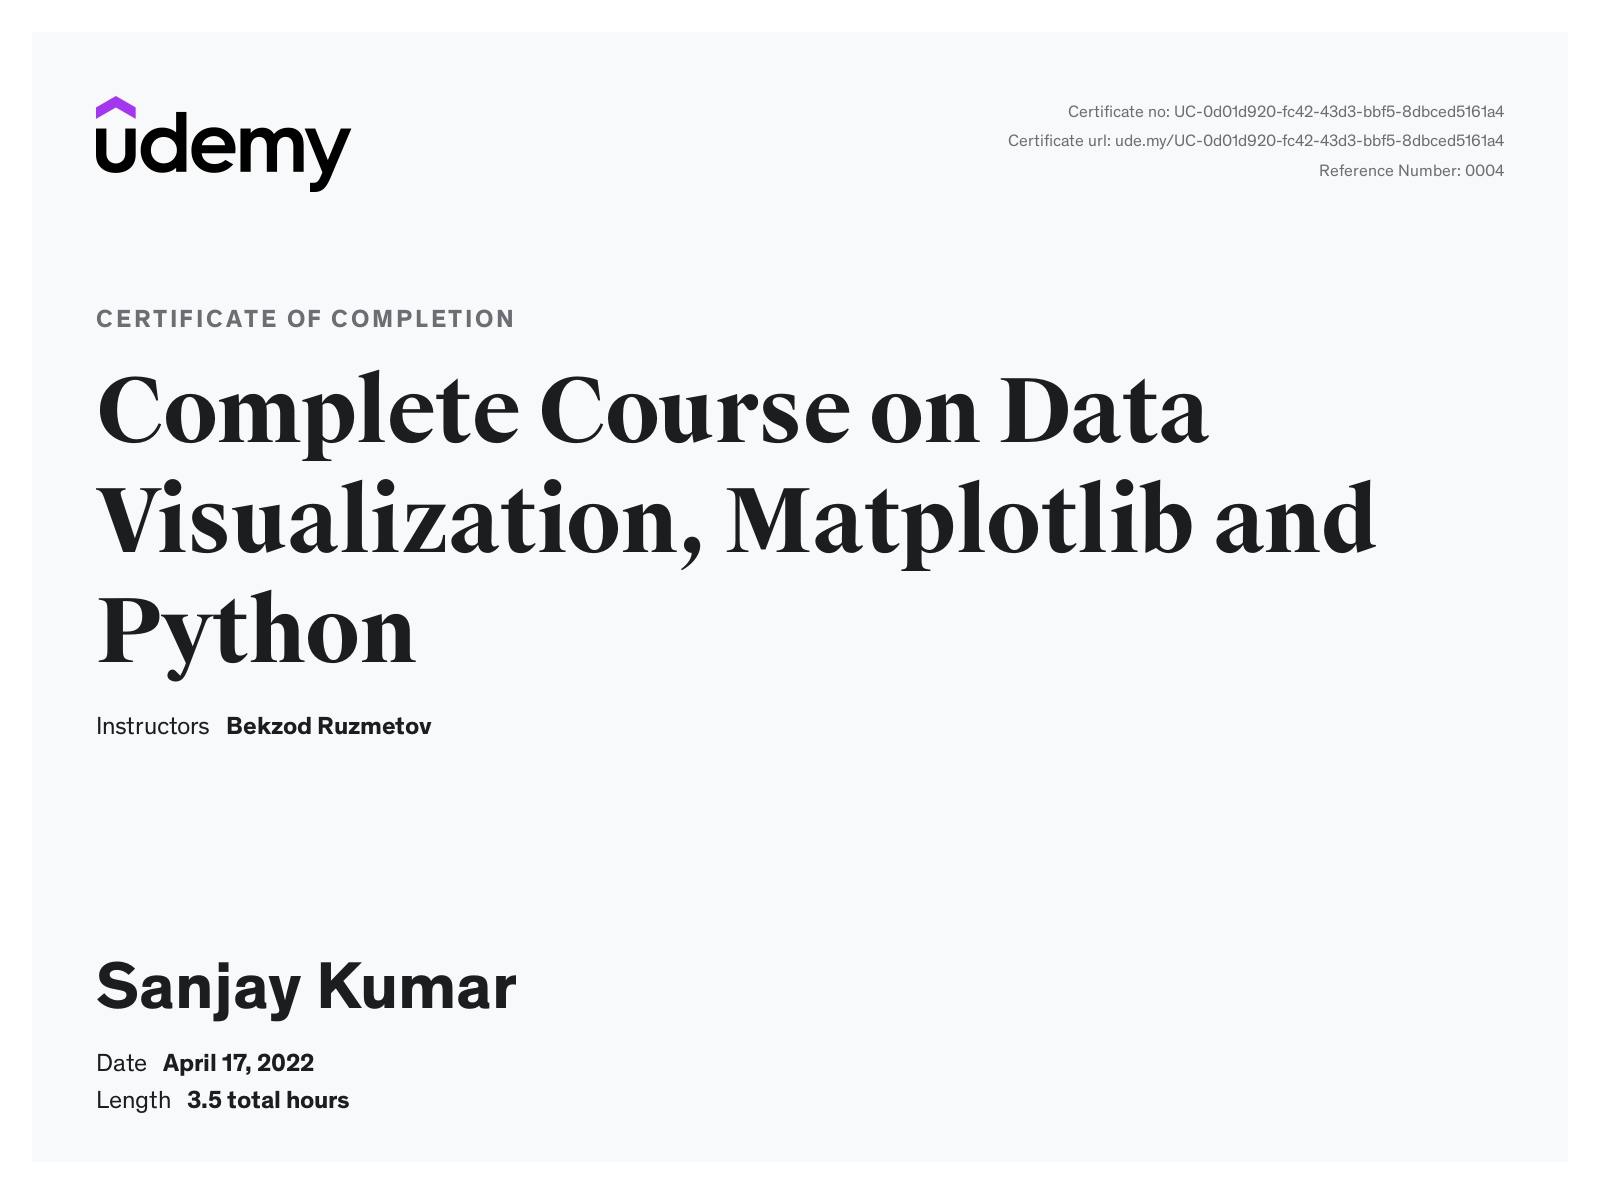 udemy
Certificate no: UC-0d01d920-fc42-43d3-bbf5-8dbced5161a4
Certificate url: ude.my/UC-0d01d920-fc42-43d3-bbf5-8dbced5161a4
Reference Number: 0004
CERTIFICATE OF COMPLETION
Complete Course on Data
Visualization, Matplotlib and
Python
Instructors Bekzod Ruzmetov
Sanjay Kumar
Date April 17, 2022
Length 3.5 total hours